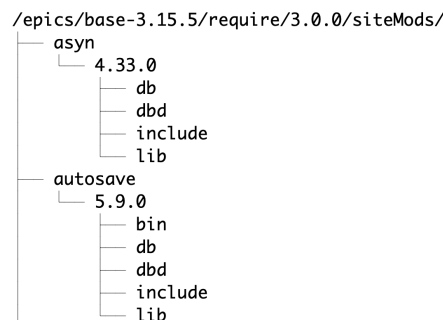 /epics/base-3.15.5/require/3.0.0/siteMods/
asyn
4.33.0
db
dbd
include
lib
autosave
5.9.0
bin
db
dbd
include
lib